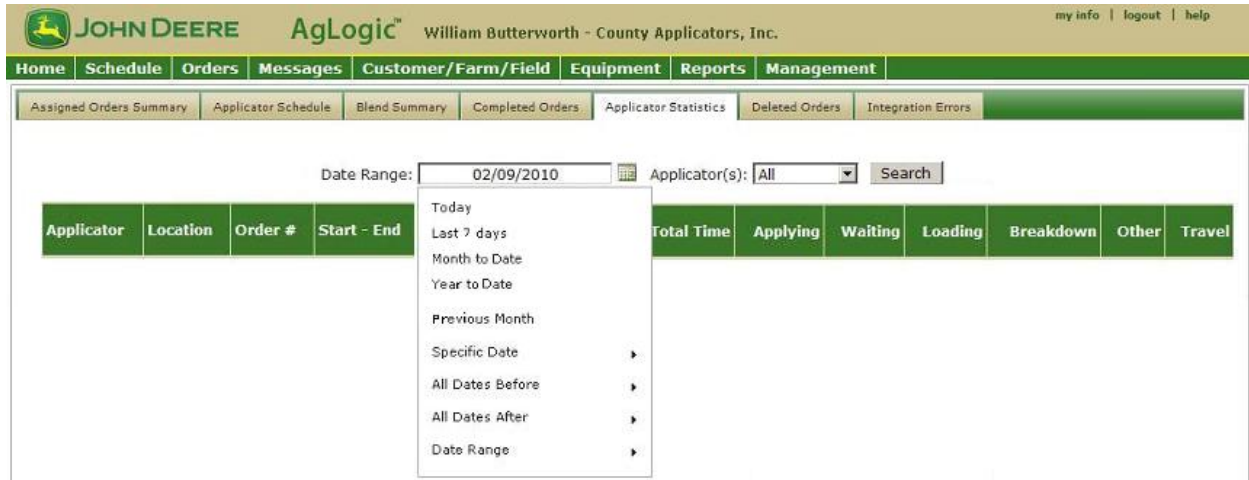 my info | logout | help
JOHN DEERE AgLogic™ William Butterworth - County Applicators, Inc.
Home Schedule Orders Messages Customer/Farm/Field Equipment Reports Management
Assigned Orders Summary Applicator Schedule Blend Summary Completed Orders Applicator Statistics Deleted Orders Integration Errors
Date Range: 02/09/2010 Applicator(s): All Search
Applicator Location Order # Start - End Total Time Applying Waiting Loading Breakdown Other Travel
Today
Last 7 days
Month to Date
Year to Date
Previous Month
Specific Date
All Dates Before
All Dates After
Date Range